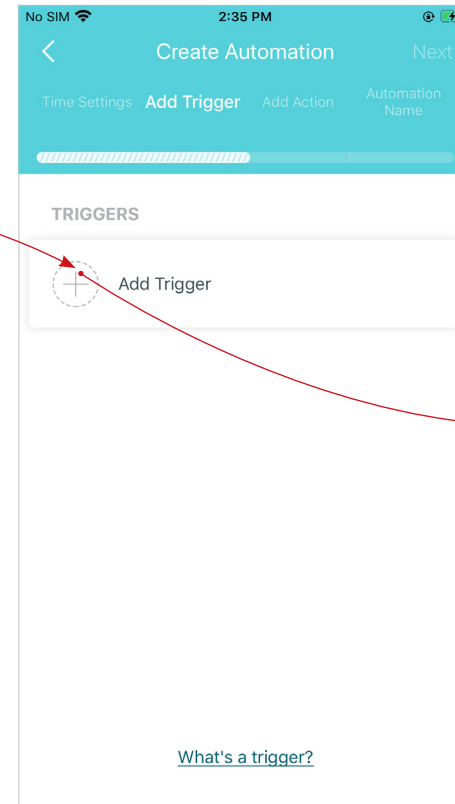 No SIM 2:35 PM
Create Automation Next
Time Settings Add Trigger Add Action Automation Name
TRIGGERS
Add Trigger
What's a trigger?